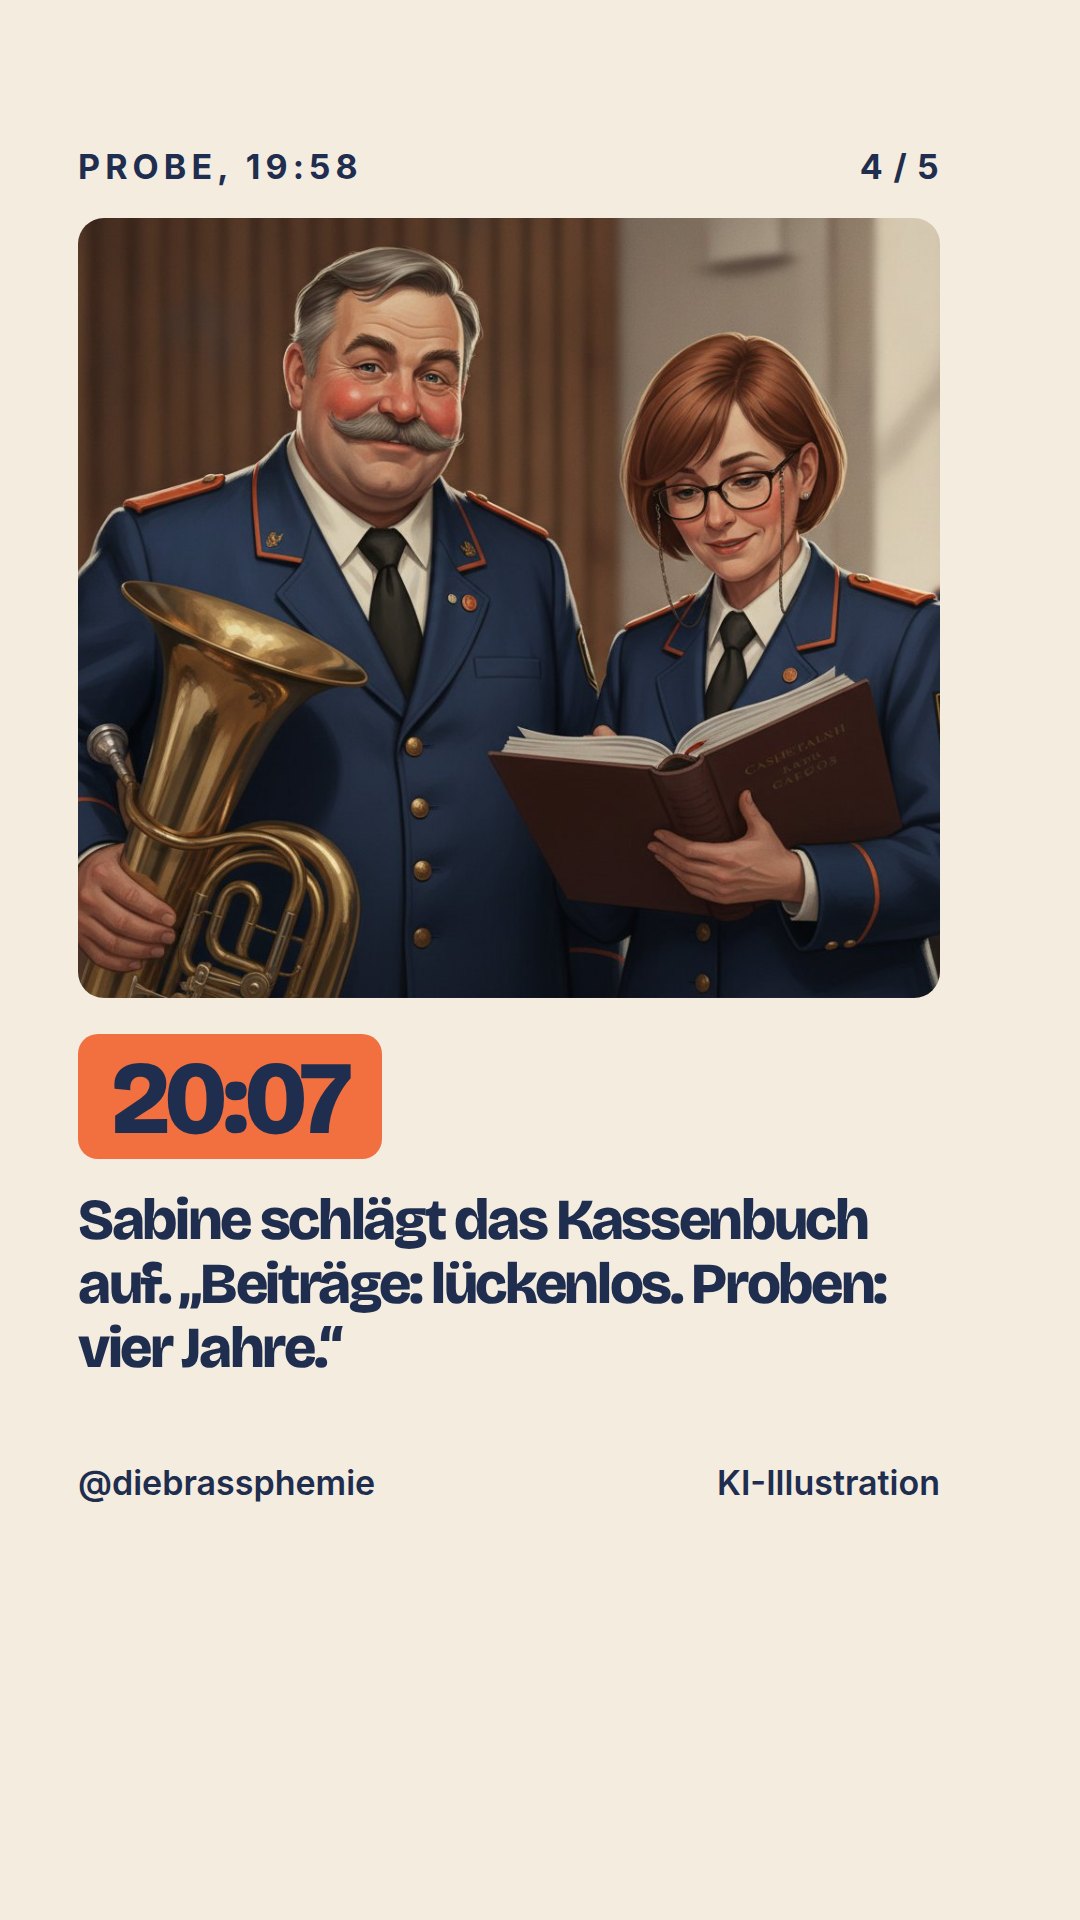 PROBE, 19:58
4 / 5
20:07
Sabine schlägt das Kassenbuch
auf. „Beiträge: lückenlos. Proben:
vier Jahre.“
@diebrassphemie
KI-Illustration